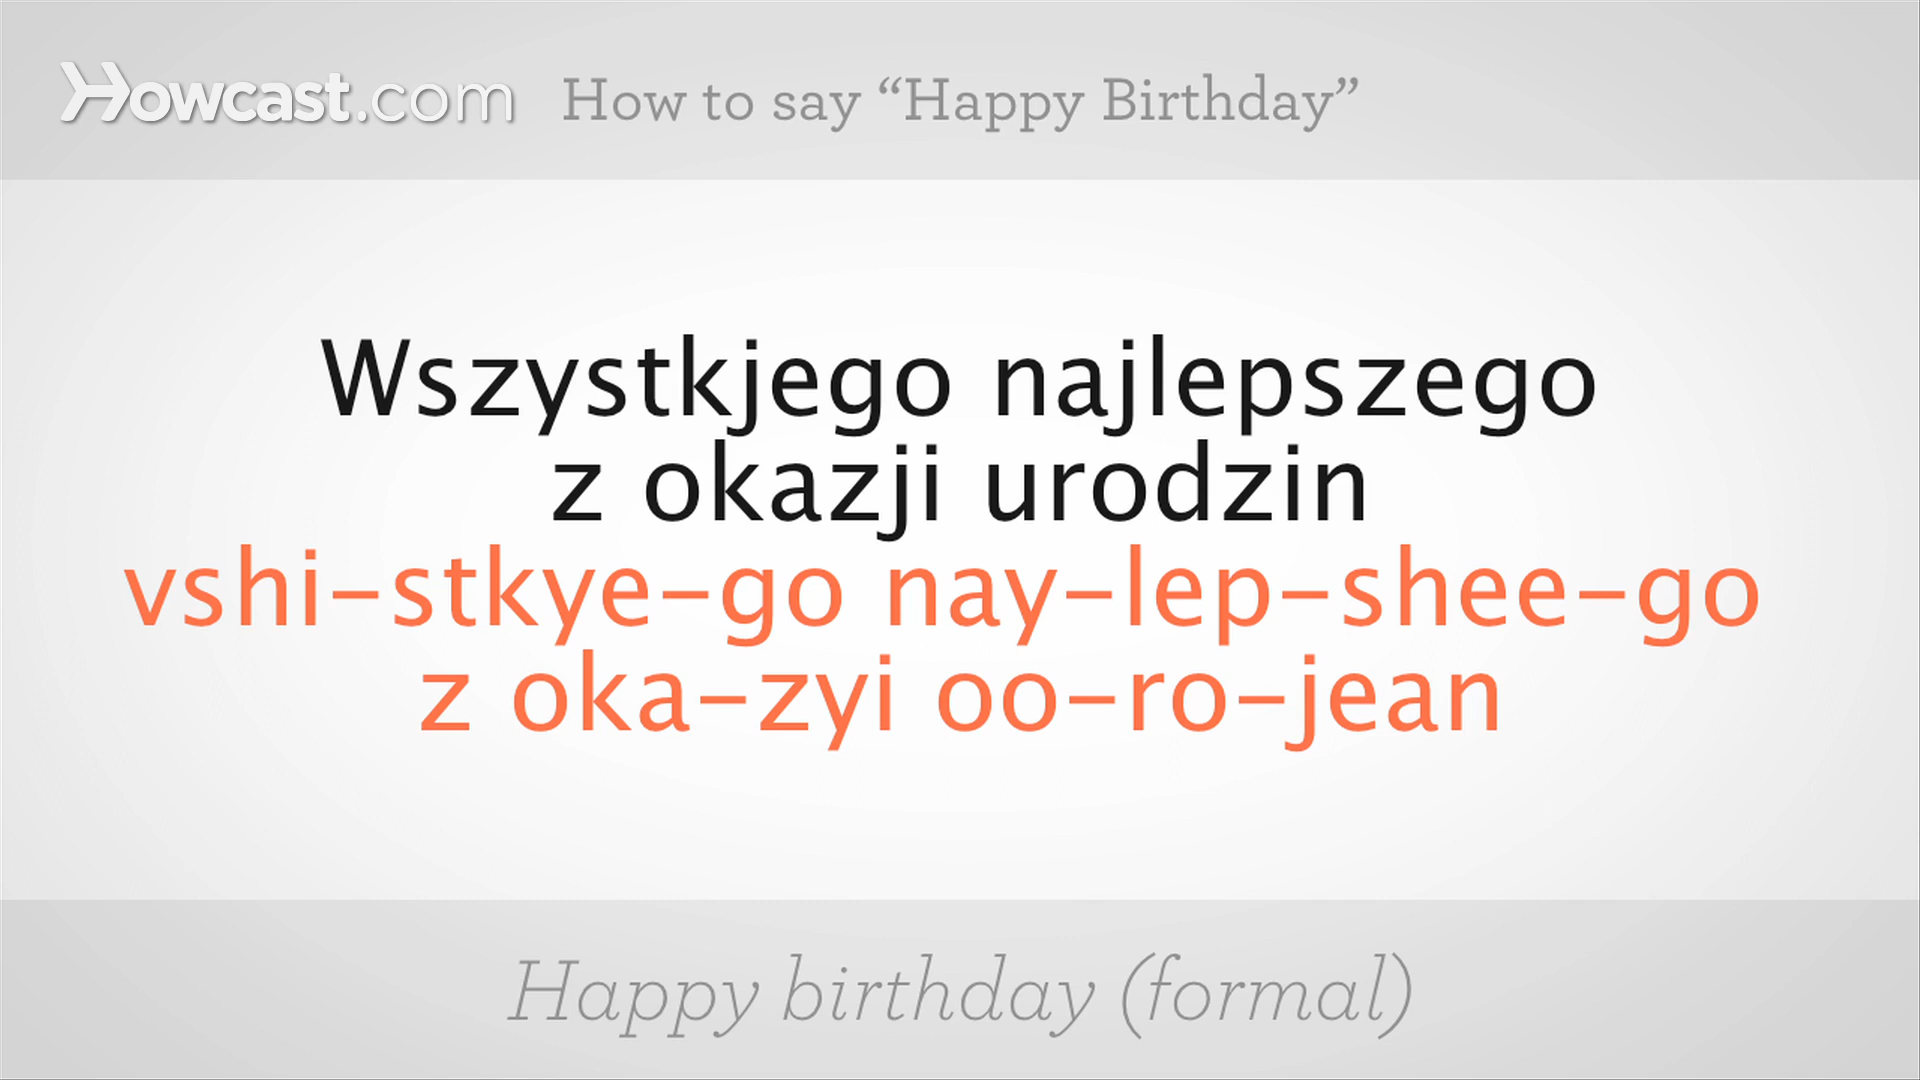 Howcast.com How to say “Happy Birthday”
Wszystkjego najlepszego
z okazji urodzin
vshi-stkye-go nay-lep-shee-go
z oka-zyi oo-ro-jean
Happy birthday (formal)